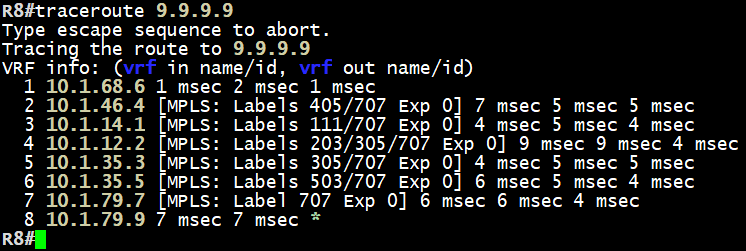 R8#traceroute 9.9.9.9
Type escape sequence to abort.
Tracing the route to 9.9.9.9
VRF info: (vrf in name/id, vrf out name/id)
1 10.1.68.6 1 msec 2 msec 1 msec
2 10.1.46.4 [MPLS: Labels 405/707 Exp 0] 7 msec 5 msec 5 msec
3 10.1.14.1 [MPLS: Labels 111/707 Exp 0] 4 msec 5 msec 4 msec
4 10.1.12.2 [MPLS: Labels 203/305/707 Exp 0] 9 msec 9 msec 4 msec
5 10.1.35.3 [MPLS: Labels 305/707 Exp 0] 4 msec 5 msec 5 msec
6 10.1.35.5 [MPLS: Labels 503/707 Exp 0] 6 msec 5 msec 4 msec
7 10.1.79.7 [MPLS: Label 707 Exp 0] 6 msec 6 msec 4 msec
8 10.1.79.9 7 msec 7 msec *
R8#